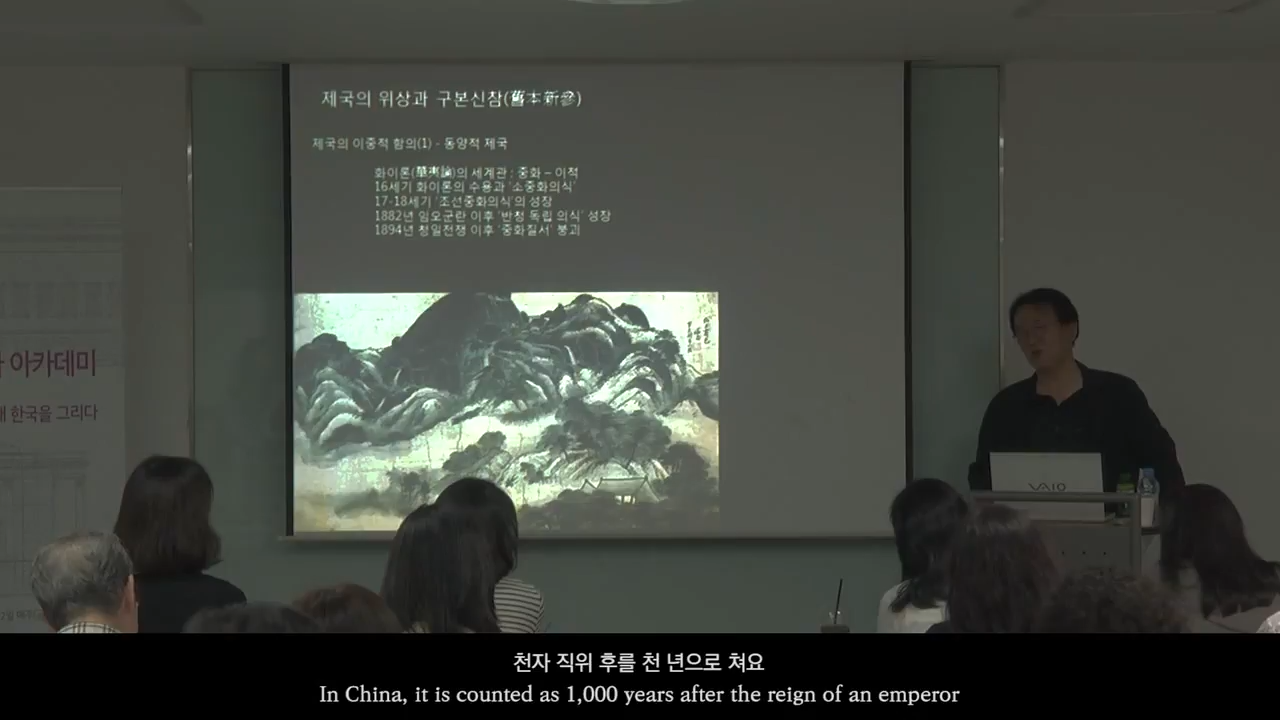 제국의 위상과 구본신참(舊本新參)
제국의 이중적 함의(1) - 동양적 제국
화이론(華夷論)의 세계관 : 중화 – 이적
16세기 화이론의 수용과 '소중화의식'
17-18세기 '조선중화의식'의 성장
1882년 임오군란 이후 '반청 독립 의식' 성장
1894년 청일전쟁 이후 '중화질서' 붕괴
아카데미
한국을 그리다
VAIO
천자 직위 후를 천 년으로 쳐요
In China, it is counted as 1,000 years after the reign of an emperor